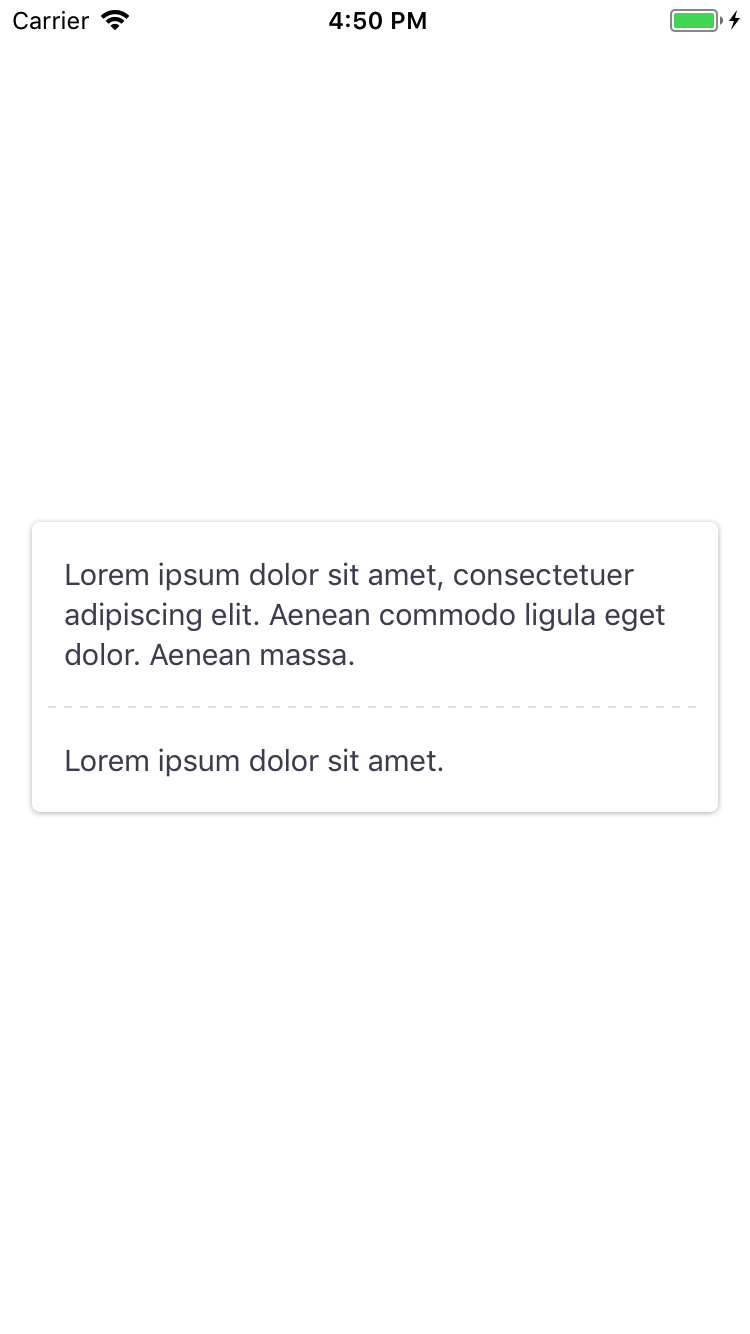 Carrier 4:50 PM
Lorem ipsum dolor sit amet, consectetuer
adipiscing elit. Aenean commodo ligula eget
dolor. Aenean massa.
Lorem ipsum dolor sit amet.